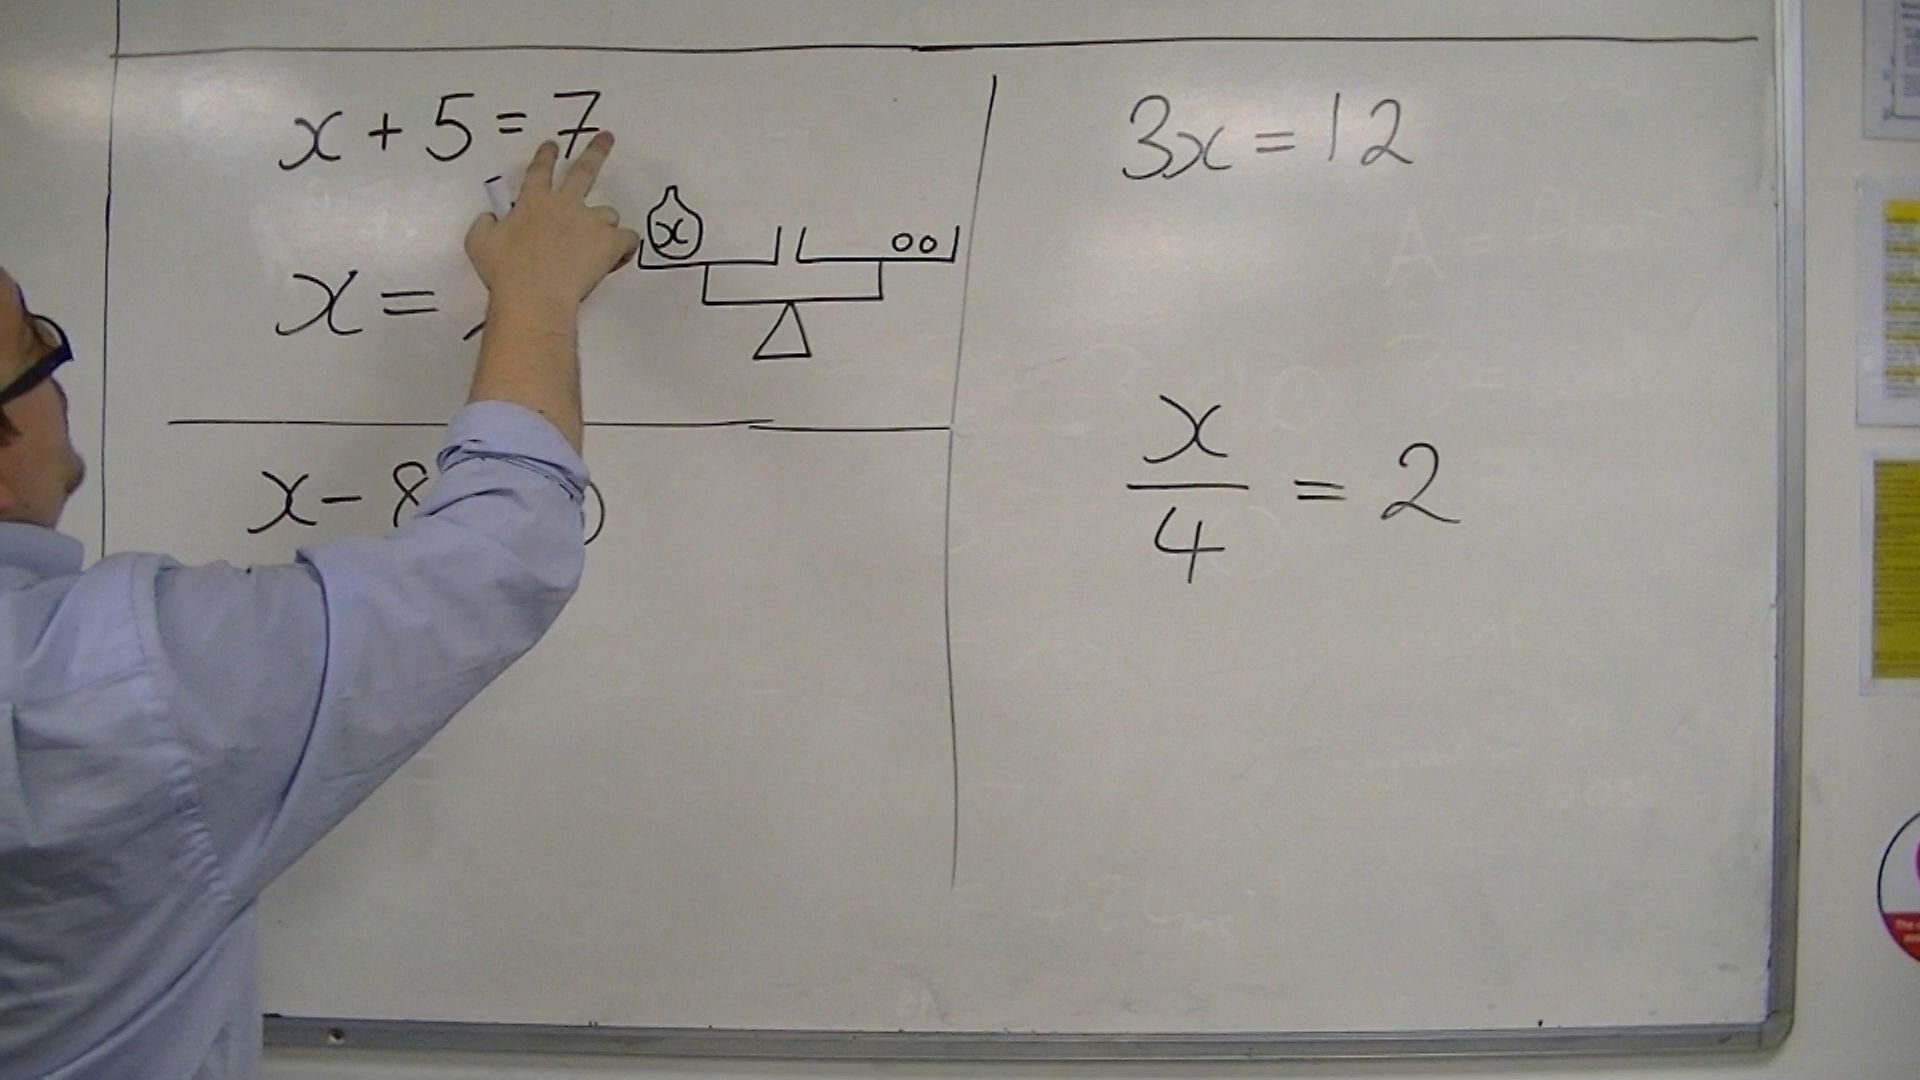 x + 5 = 7
x =
x
x - 8
3x = 12
x/4 = 2